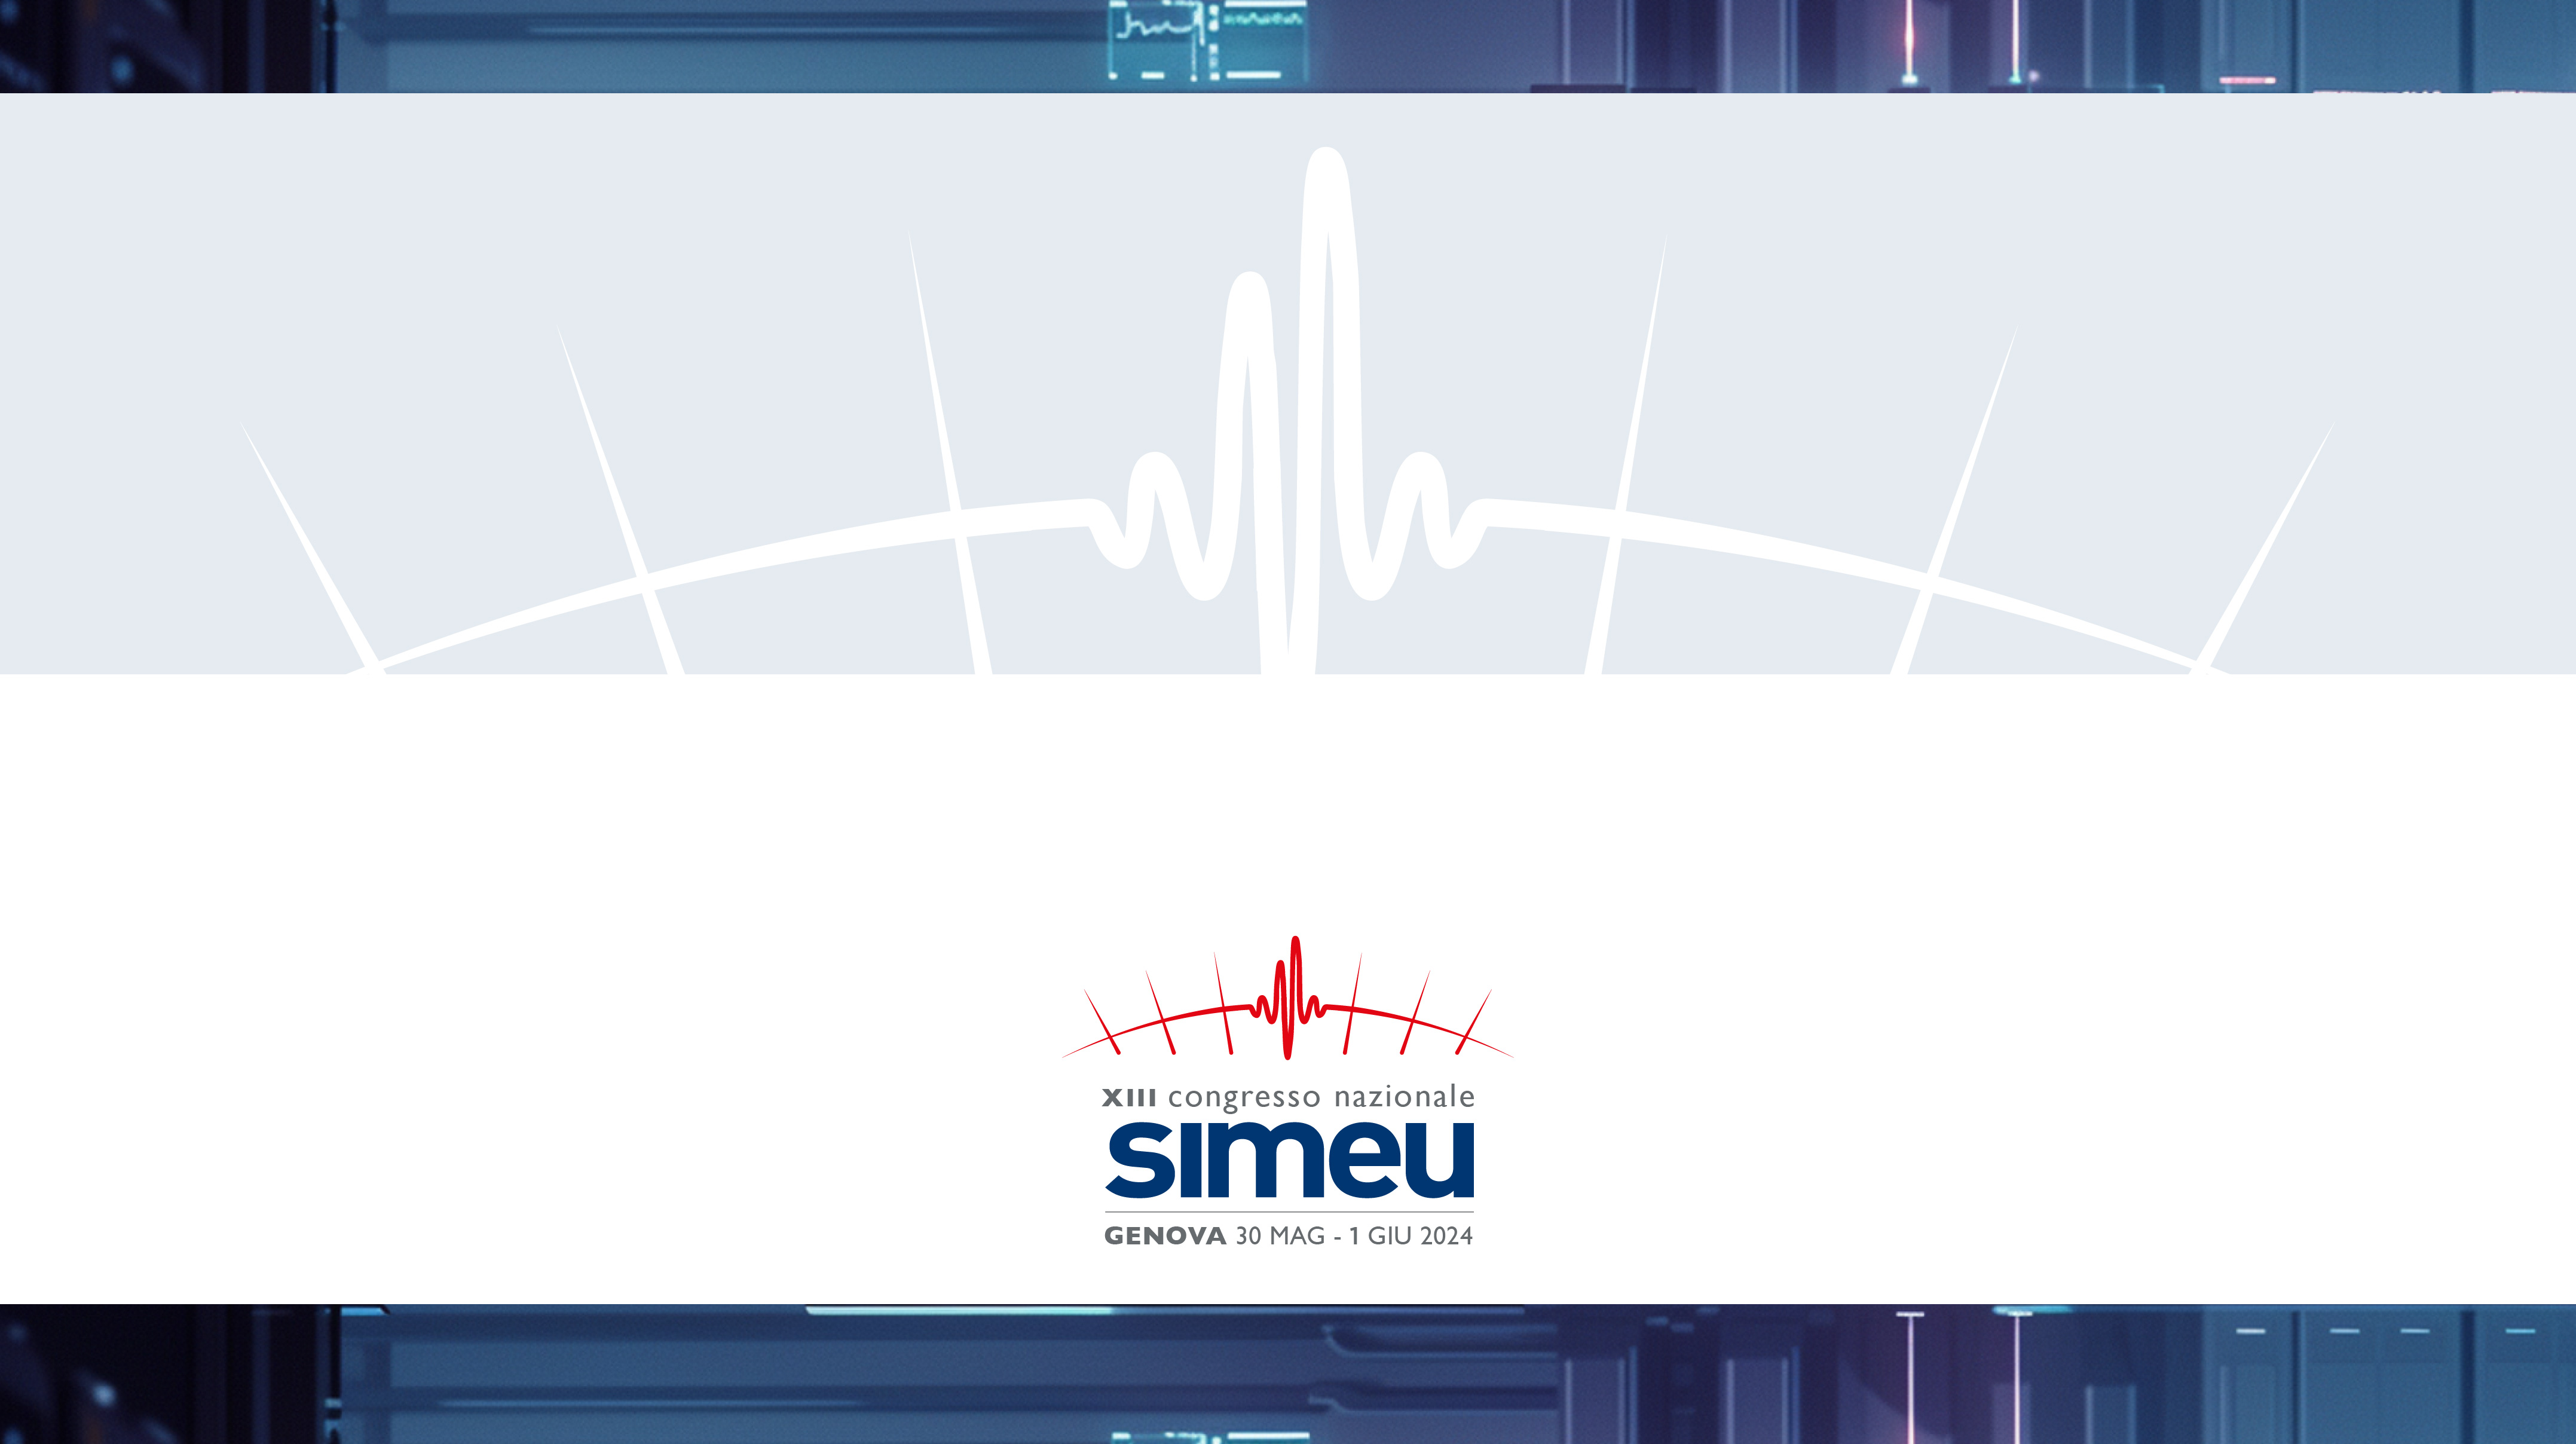 XIII congresso nazionale
simeu
GENOVA 30 MAG - 1 GIU 2024